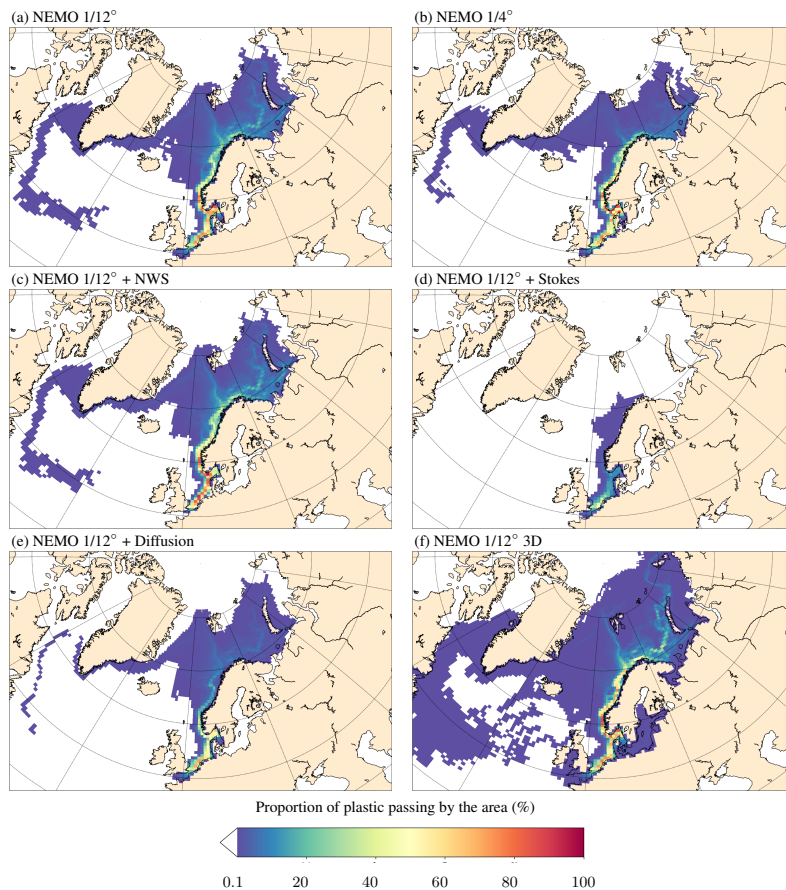 (a) NEMO 1/12°
(b) NEMO 1/4°
(c) NEMO 1/12° + NWS
(d) NEMO 1/12° + Stokes
(e) NEMO 1/12° + Diffusion
(f) NEMO 1/12° 3D
Proportion of plastic passing by the area (%)
0.1 20 40 60 80 100